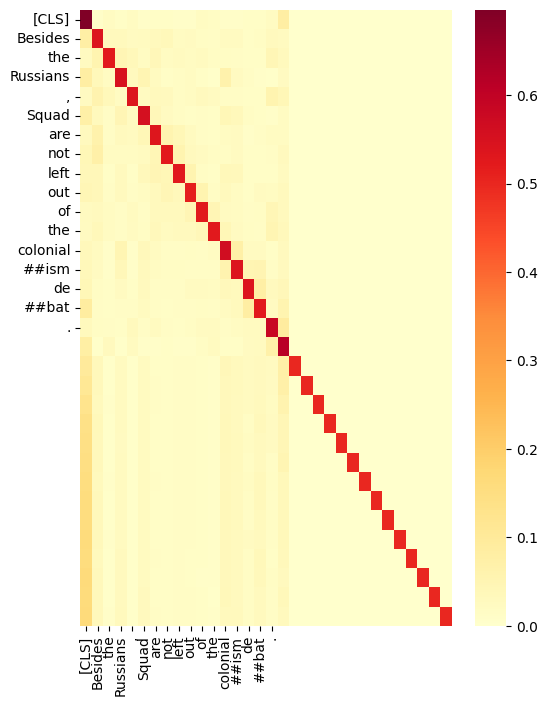 [CLS]
Besides
the
Russians
,
Squad
are
not
left
out
of
the
colonial
##ism
de
##bat
.
0.6
0.5
0.4
0.3
0.2
0.1
0.0
[CLS]
Besides
the
Russians
,
Squad
are
not
left
out
of
the
colonial
##ism
de
##bat
.